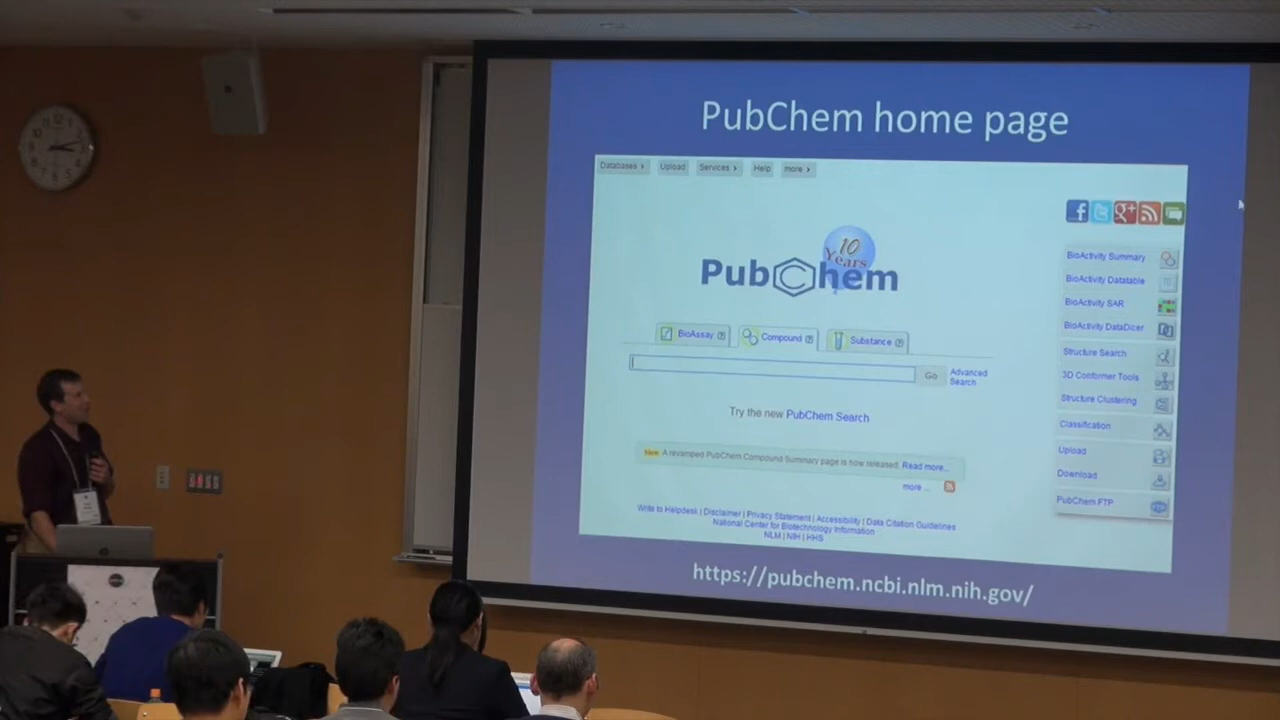 PubChem home page
Databases Upload Services Help more
10
Years
PubChem
BioAssay Compound Substance
Go
Advanced
Search
Try the new PubChem Search
New A revamped PubChem Compound Summary page is now released. Read more...
more ...
Write to Helpdesk | Disclaimer | Privacy Statement | Accessibility | Data Citation Guidelines
National Center for Biotechnology Information
NLM | NIH | HHS
BioActivity Summary
BioActivity Datatable
BioActivity SAR
BioActivity DataDicer
Structure Search
3D Conformer Tools
Structure Clustering
Classification
Upload
Download
PubChem FTP
https://pubchem.ncbi.nlm.nih.gov/